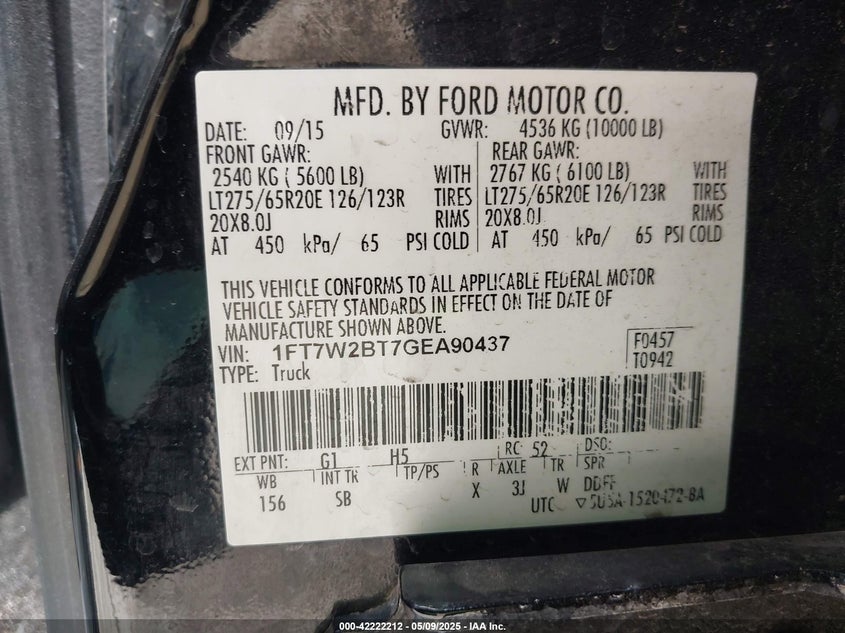 MFD. BY FORD MOTOR CO.
DATE: 09/15 GVWR: 4536 KG (10000 LB)
FRONT GAWR: REAR GAWR:
2540 KG ( 5600 LB) WITH 2767 KG ( 6100 LB) WITH
LT275/65R20E 126/123R TIRES LT275/65R20E 126/123R TIRES
20X8.0J RIMS 20X8.0J RIMS
AT 450 kPa/ 65 PSI COLD AT 450 kPa/ 65 PSI COLD
THIS VEHICLE CONFORMS TO ALL APPLICABLE FEDERAL MOTOR
VEHICLE SAFETY STANDARDS IN EFFECT ON THE DATE OF
MANUFACTURE SHOWN ABOVE.
VIN: 1FT7W2BT7GEA90437 F0457
TYPE: Truck T0942
EXT PNT: G1 H5 RC: 52 DSO:
WB INT TR TP/PS R AXLE TR SPR
156 SB X 3J W DDFF
UTC ▽5USA-1520472-BA
000-42222212 - 05/09/2025 - IAA Inc.